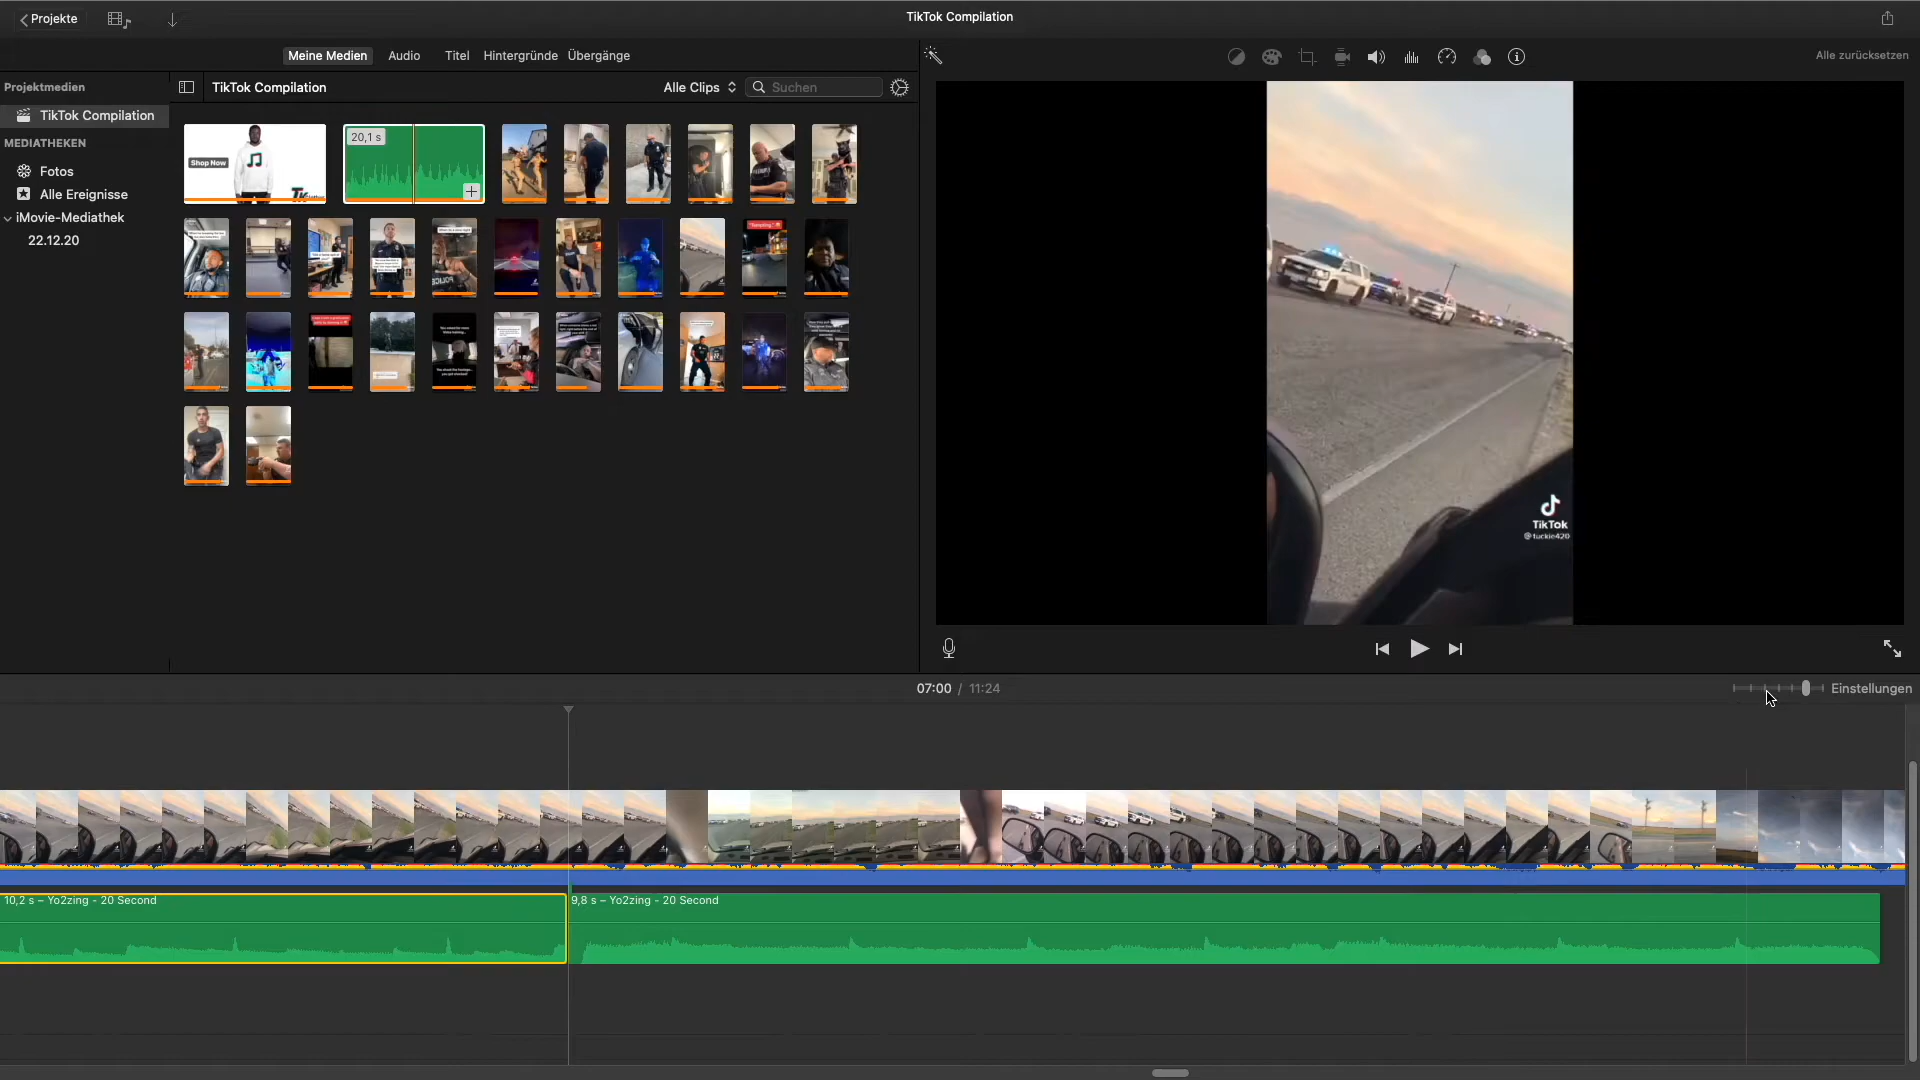 Projekte
TikTok Compilation
Meine Medien
Audio
Titel
Hintergründe
Übergänge
Alle zurücksetzen
Projektmedien
TikTok Compilation
Alle Clips
Suchen
TikTok Compilation
MEDIATHEKEN
Fotos
Alle Ereignisse
iMovie-Mediathek
22.12.20
Shop Now
20,1 s
POLICE
TikTok
@tuckie420
07:00 / 11:24
Einstellungen
10,2 s – Yo2zing - 20 Second
9,8 s – Yo2zing - 20 Second